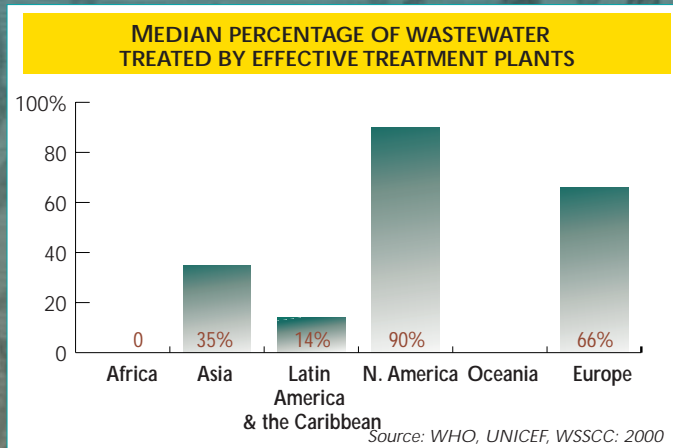 MEDIAN PERCENTAGE OF WASTEWATER
TREATED BY EFFECTIVE TREATMENT PLANTS
100%
80
60
40
20
0
0
35%
14%
90%
66%
Africa
Asia
Latin
America
& the Caribbean
N. America
Oceania
Europe
Source: WHO, UNICEF, WSSCC: 2000